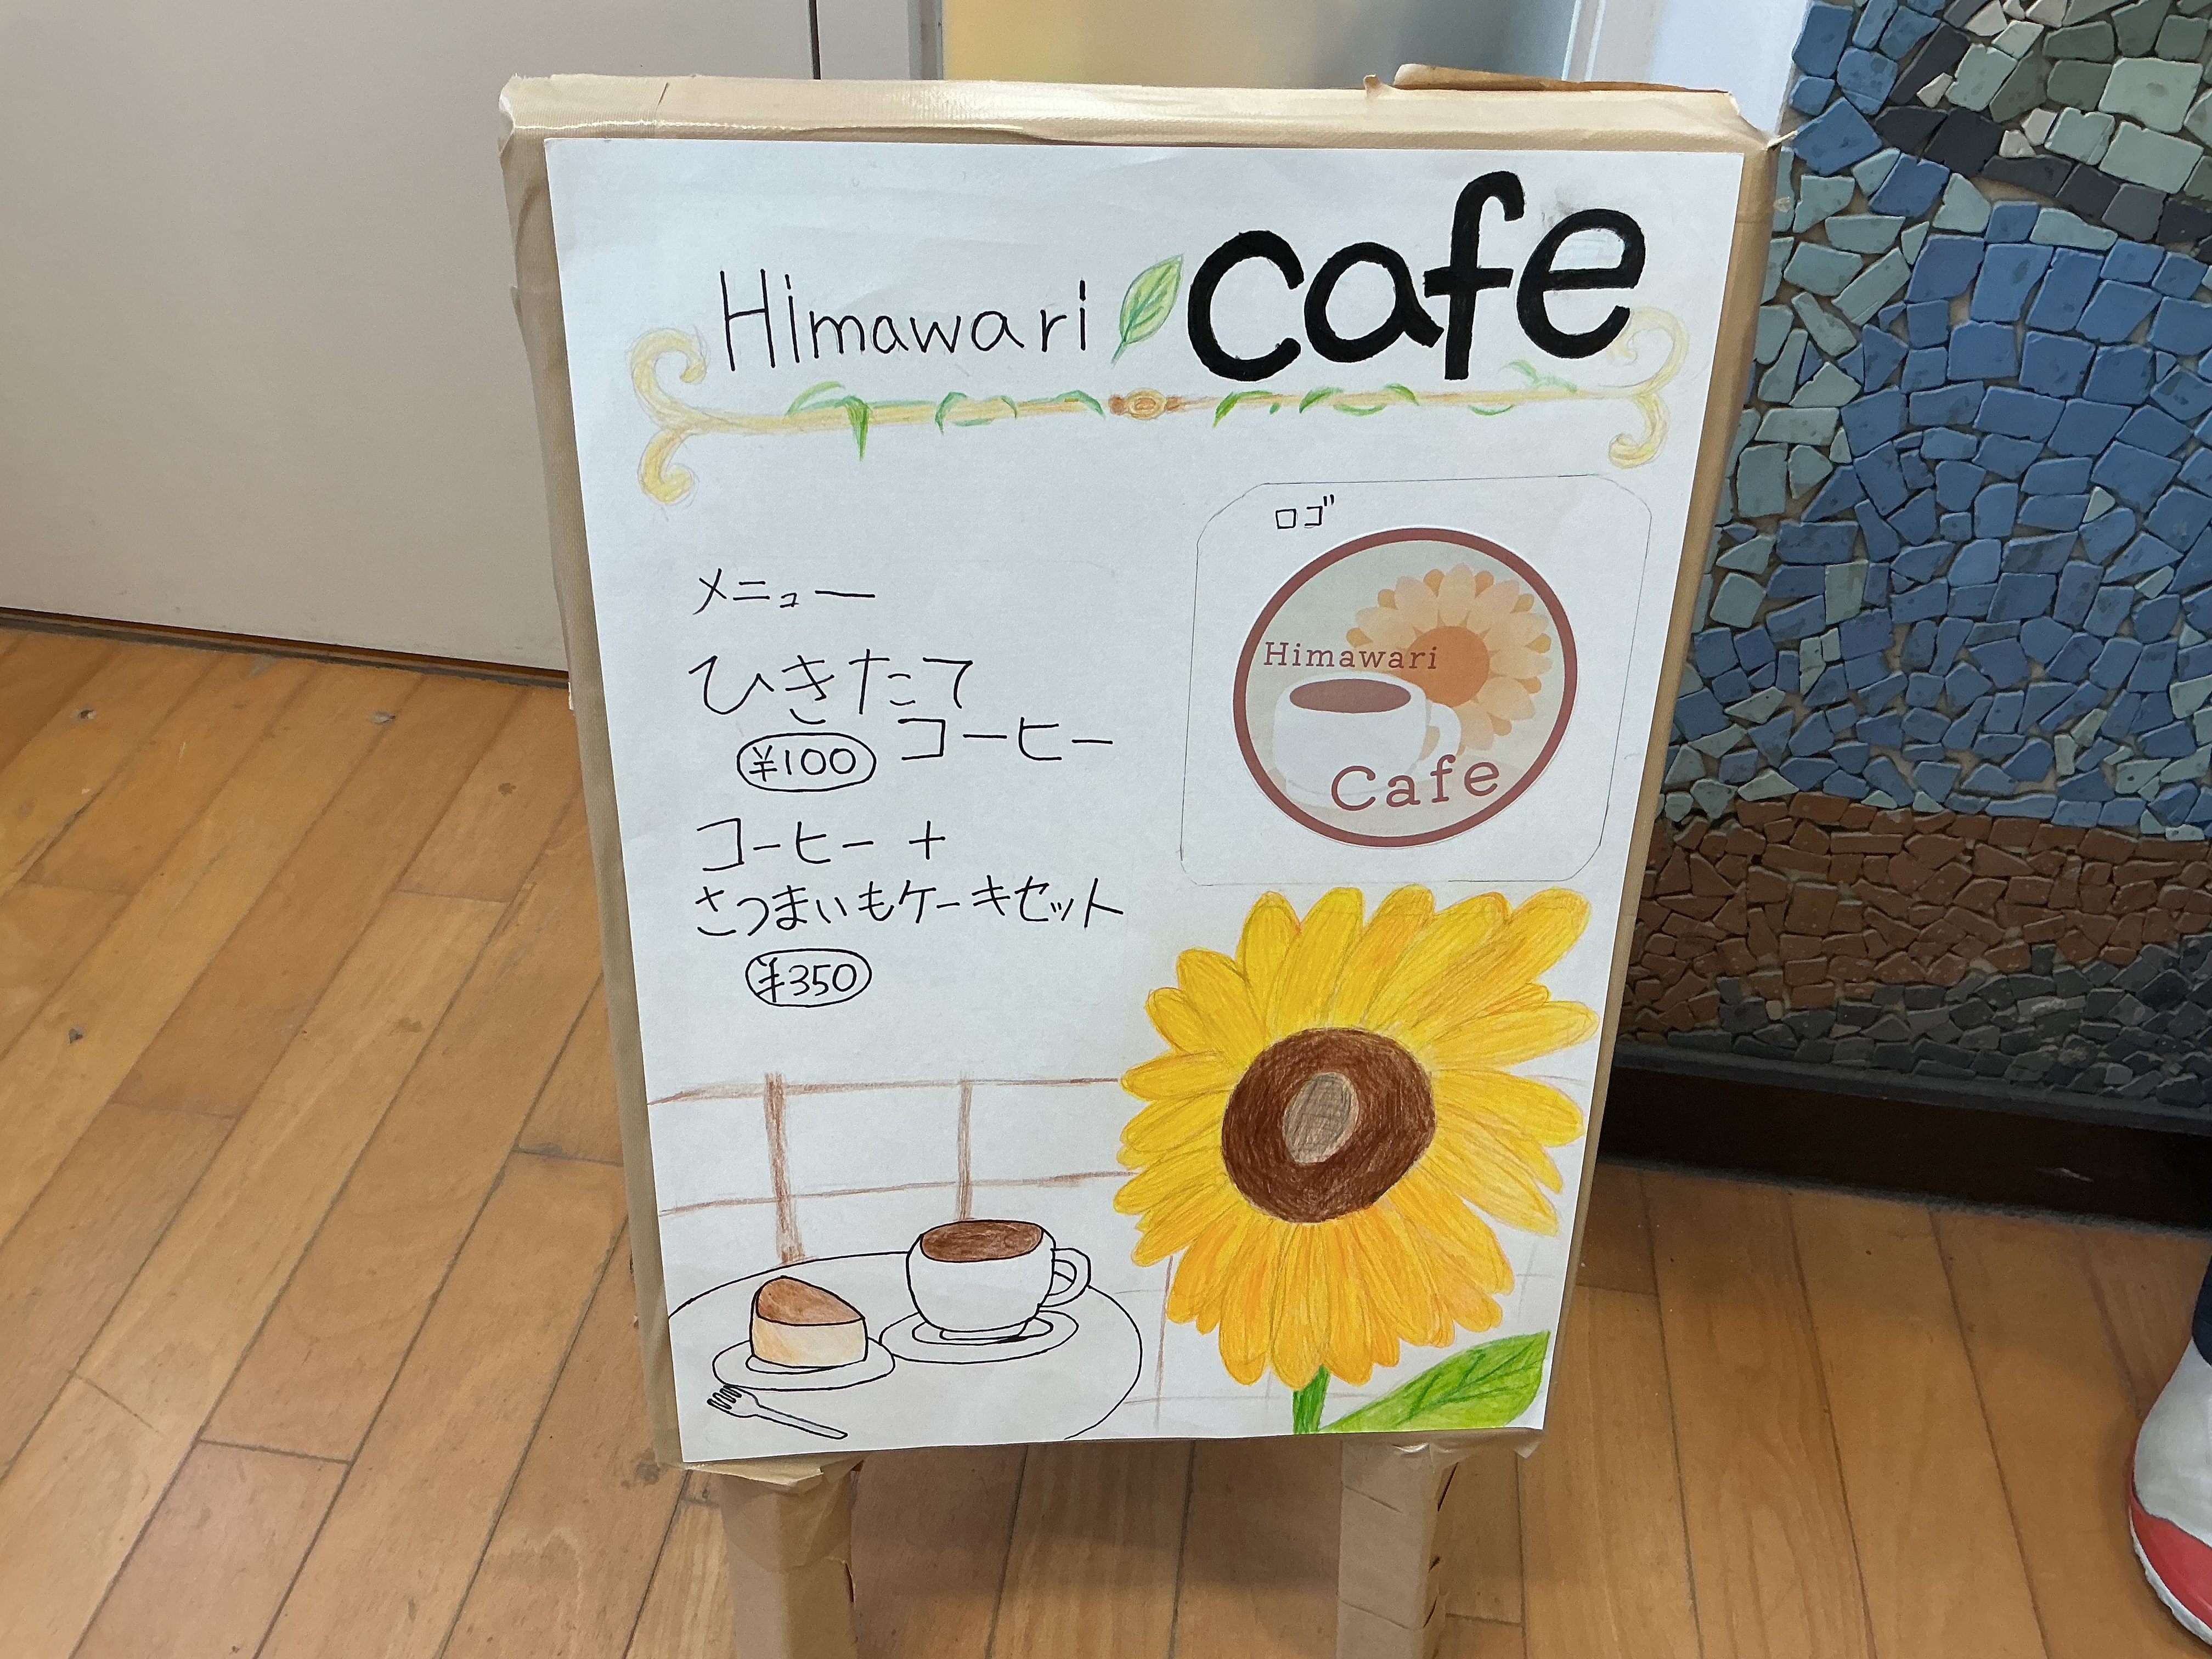 Himawari cafe
ロゴ
Himawari
Cafe
メニュー
ひきたて
コーヒー
¥100
コーヒー +
さつまいもケーキセット
¥350